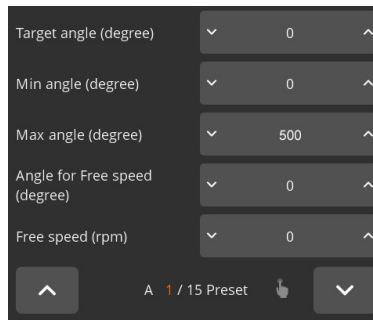 Target angle (degree) 0
Min angle (degree) 0
Max angle (degree) 500
Angle for Free speed
(degree) 0
Free speed (rpm) 0
A 1 / 15 Preset